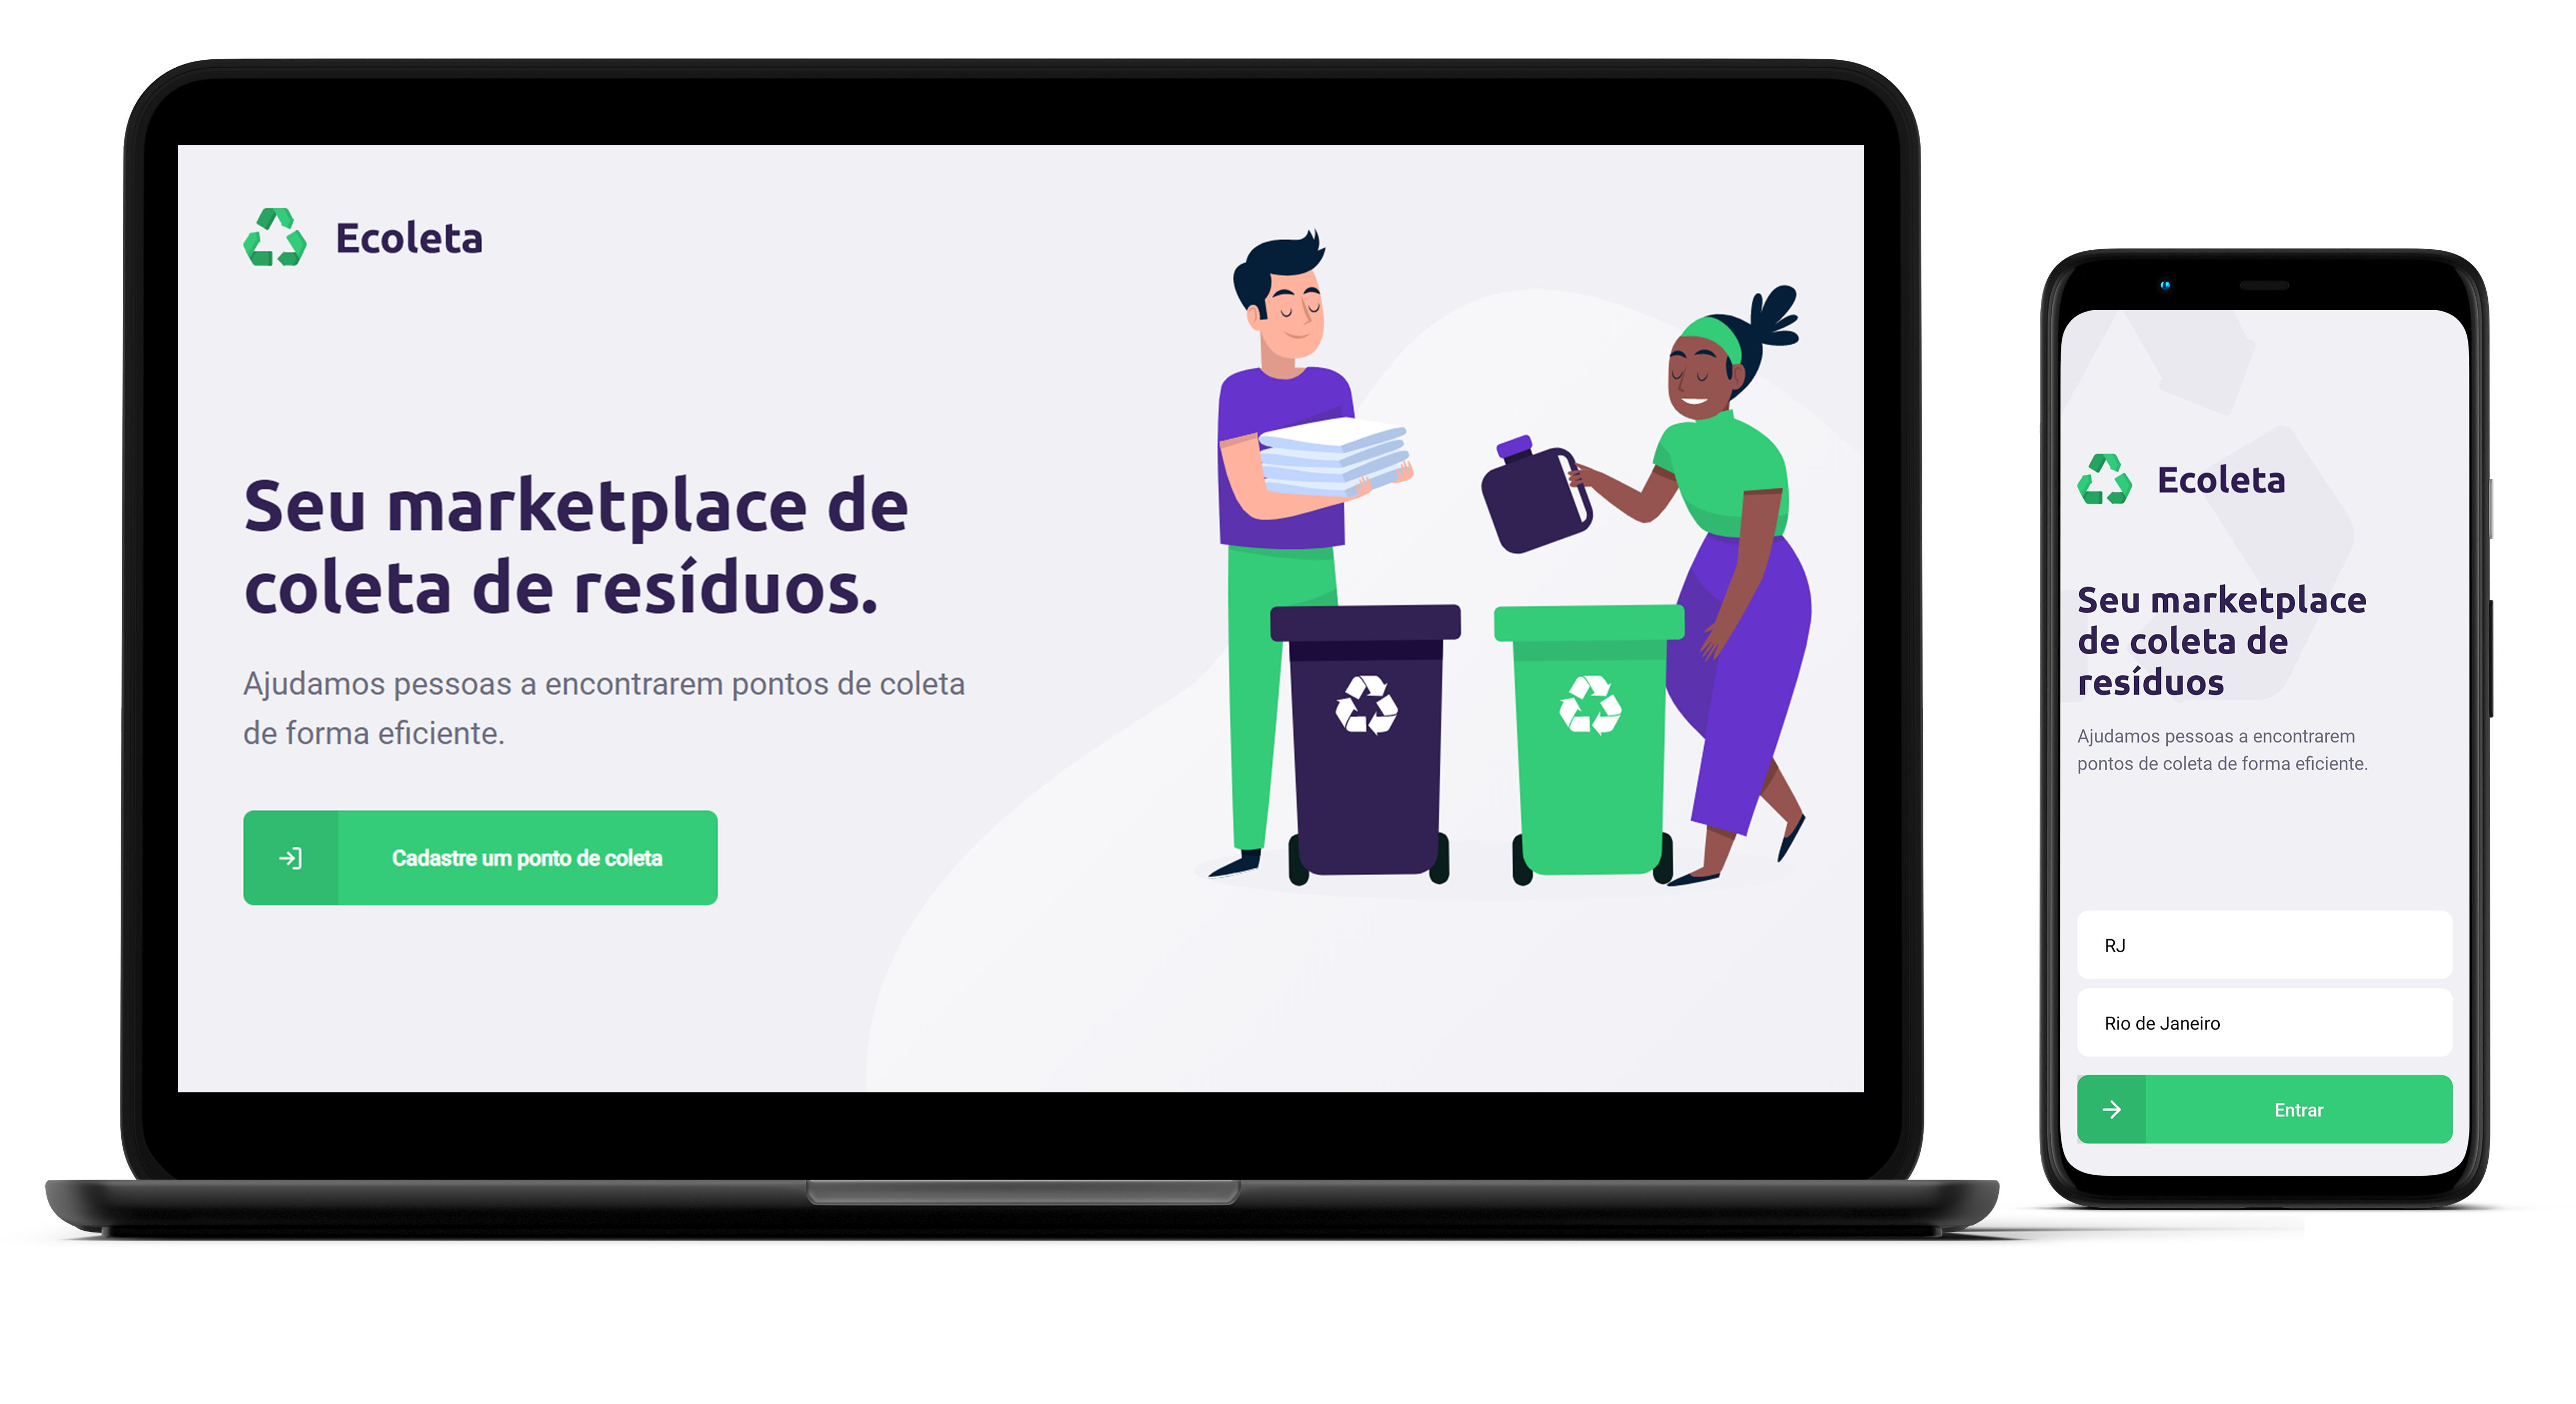 Ecoleta
Seu marketplace de
coleta de resíduos.
Ajudamos pessoas a encontrarem pontos de coleta
de forma eficiente.
Cadastre um ponto de coleta
Ecoleta
Seu marketplace
de coleta de
resíduos
Ajudamos pessoas a encontrarem
pontos de coleta de forma eficiente.
RJ
Rio de Janeiro
Entrar